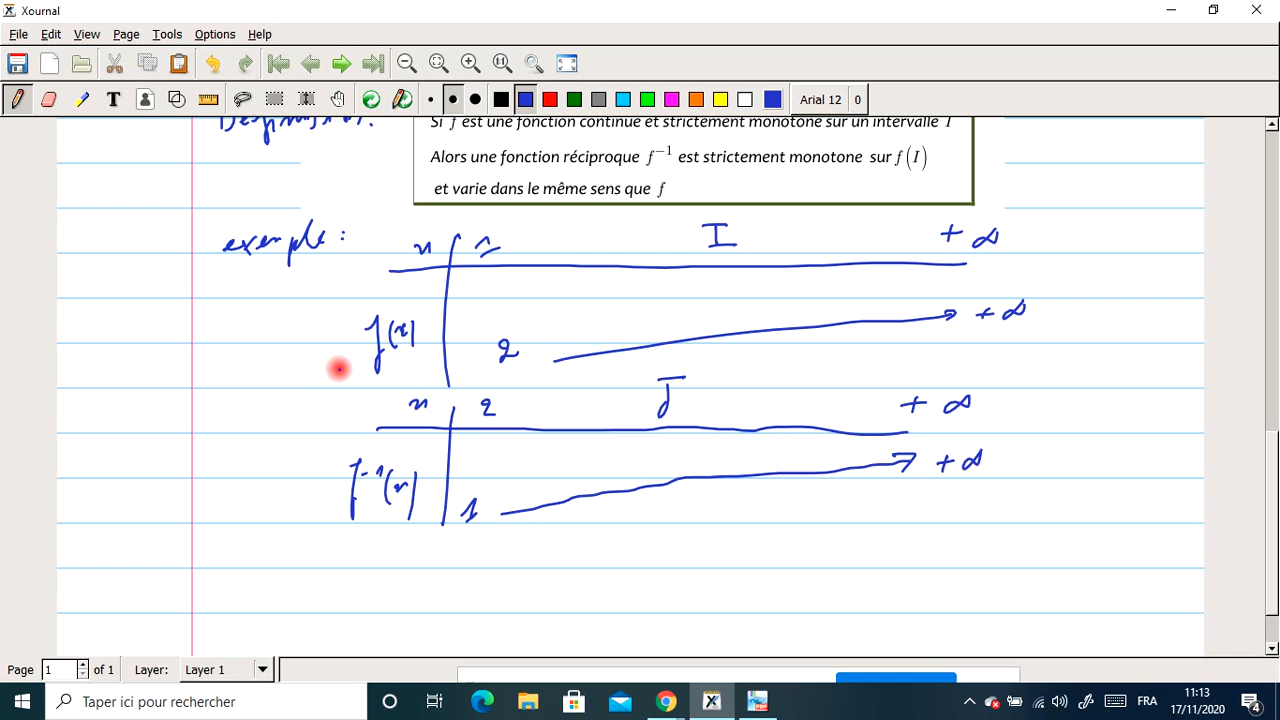 Xournal
File Edit View Page Tools Options Help
Arial 12 0
Si f est une fonction continue et strictement monotone sur un intervalle I
Alors une fonction réciproque f⁻¹ est strictement monotone sur f(I)
et varie dans le même sens que f
exemple :
x 1 I +∞
f(x) 2 +∞
x 2 J +∞
f⁻¹(x) 1 +∞
Page 1 of 1 Layer: Layer 1
Taper ici pour rechercher
FRA
11:13
17/11/2020
4